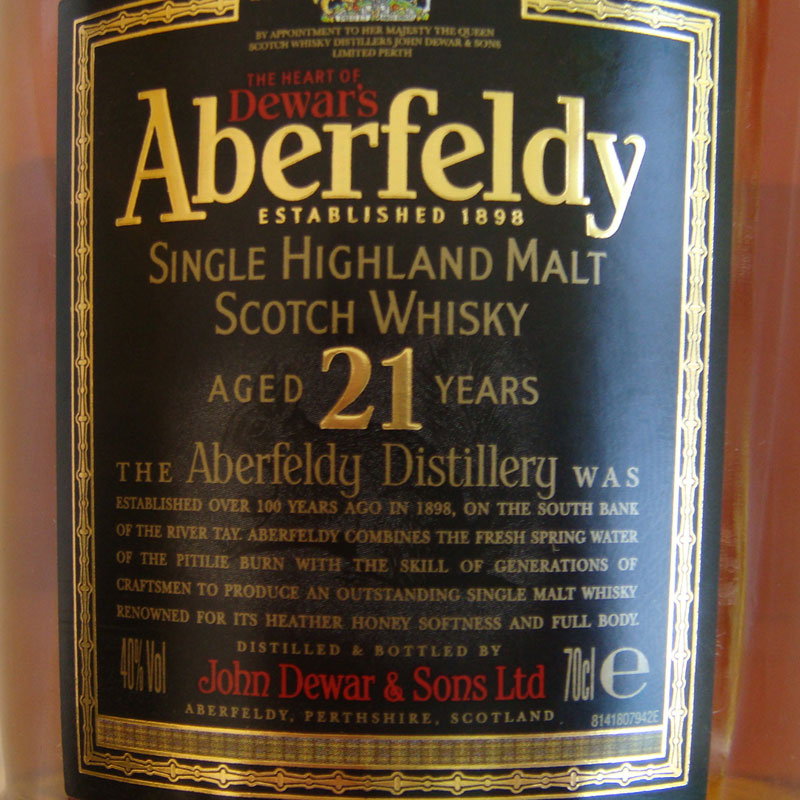 BY APPOINTMENT TO HER MAJESTY THE QUEEN
SCOTCH WHISKY DISTILLERS JOHN DEWAR & SONS
LIMITED PERTH
THE HEART OF
Dewar's
Aberfeldy
ESTABLISHED 1898
SINGLE HIGHLAND MALT
SCOTCH WHISKY
AGED 21 YEARS
THE Aberfeldy Distillery WAS
ESTABLISHED OVER 100 YEARS AGO IN 1898, ON THE SOUTH BANK
OF THE RIVER TAY. ABERFELDY COMBINES THE FRESH SPRING WATER
OF THE PITILIE BURN WITH THE SKILL OF GENERATIONS OF
CRAFTSMEN TO PRODUCE AN OUTSTANDING SINGLE MALT WHISKY
RENOWNED FOR ITS HEATHER HONEY SOFTNESS AND FULL BODY.
DISTILLED & BOTTLED BY
40% Vol John Dewar & Sons Ltd 70cl e
ABERFELDY, PERTHSHIRE, SCOTLAND
8141807942E